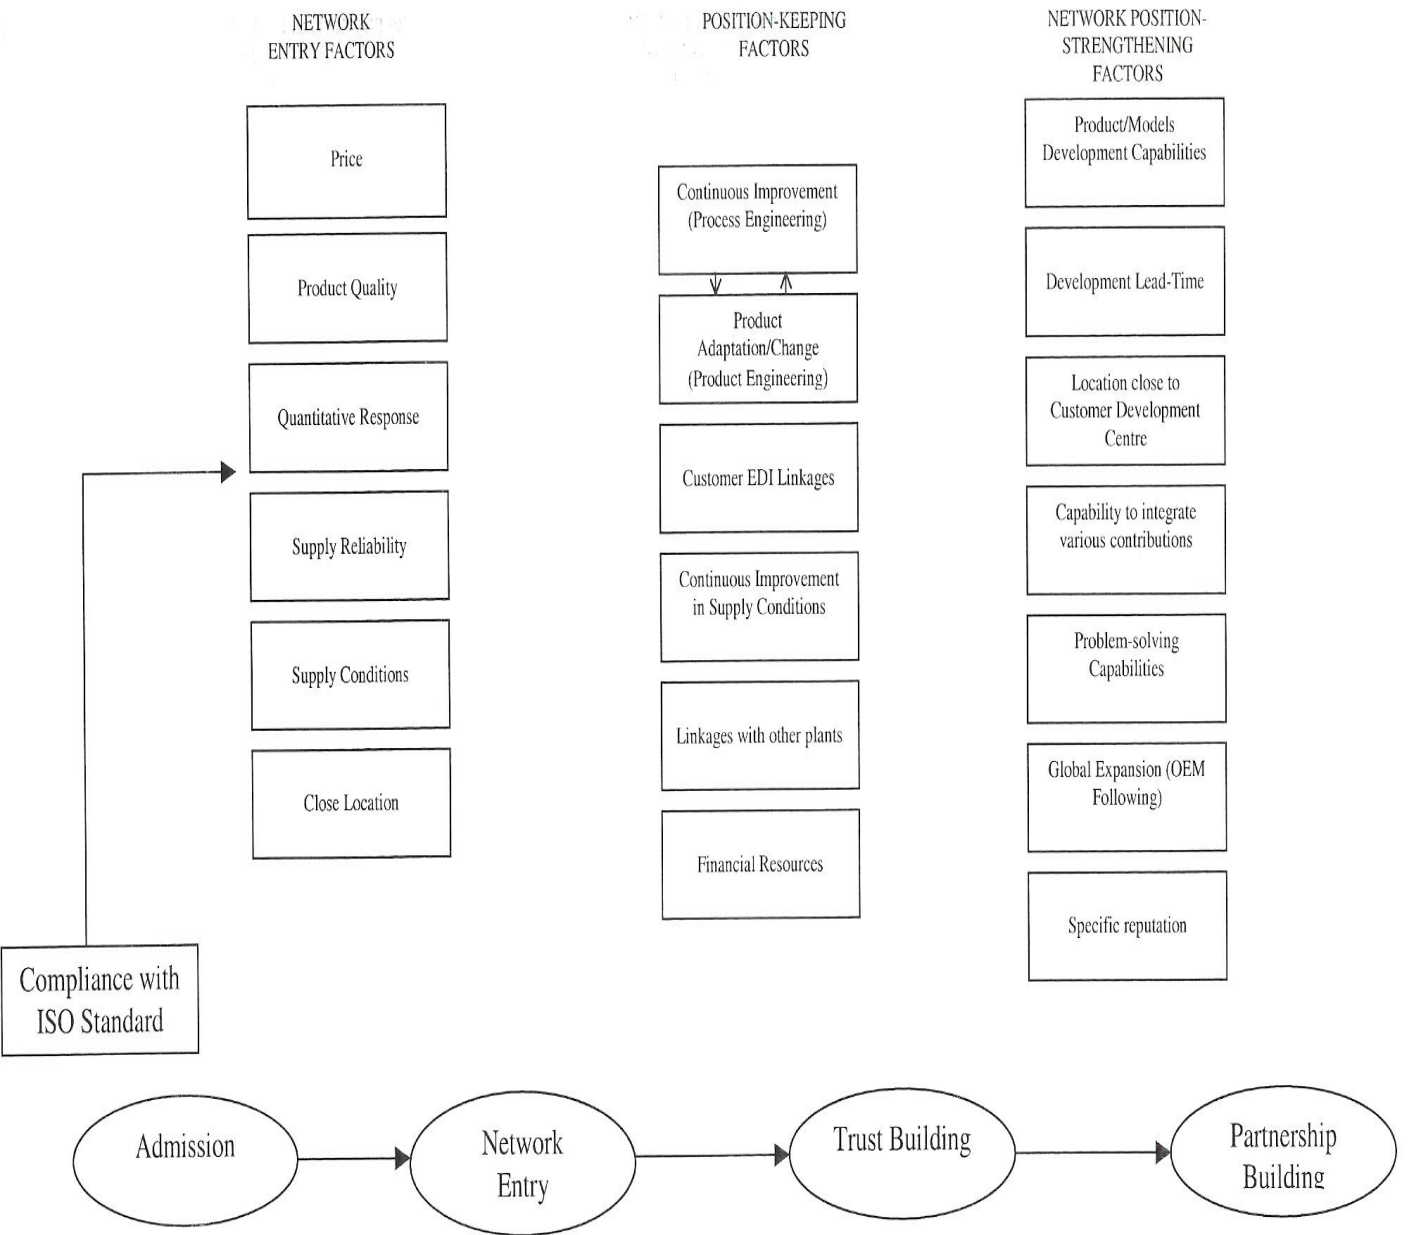 NETWORK
ENTRY FACTORS
Price
Product Quality
Quantitative Response
Supply Reliability
Supply Conditions
Close Location
POSITION-KEEPING
FACTORS
Continuous Improvement
(Process Engineering)
Product
Adaptation/Change
(Product Engineering)
Customer EDI Linkages
Continuous Improvement
in Supply Conditions
Linkages with other plants
Financial Resources
NETWORK POSITION-
STRENGTHENING
FACTORS
Product/Models
Development Capabilities
Development Lead-Time
Location close to
Customer Development
Centre
Capability to integrate
various contributions
Problem-solving
Capabilities
Global Expansion (OEM
Following)
Specific reputation
Compliance with
ISO Standard
Admission
Network
Entry
Trust Building
Partnership
Building